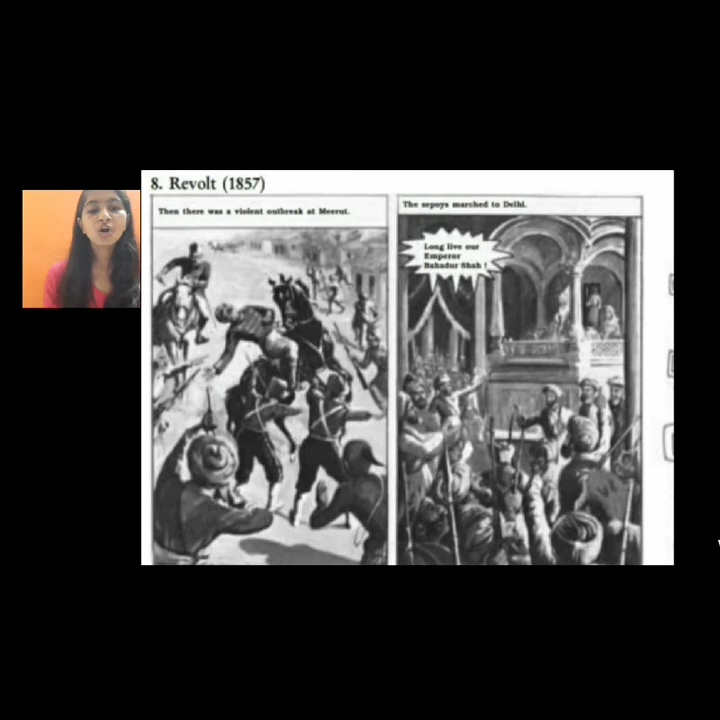 8. Revolt (1857)
Then there was a violent outbreak at Meerut.
The sepoys marched to Delhi.
Long live our
Emperor
Bahadur Shah !